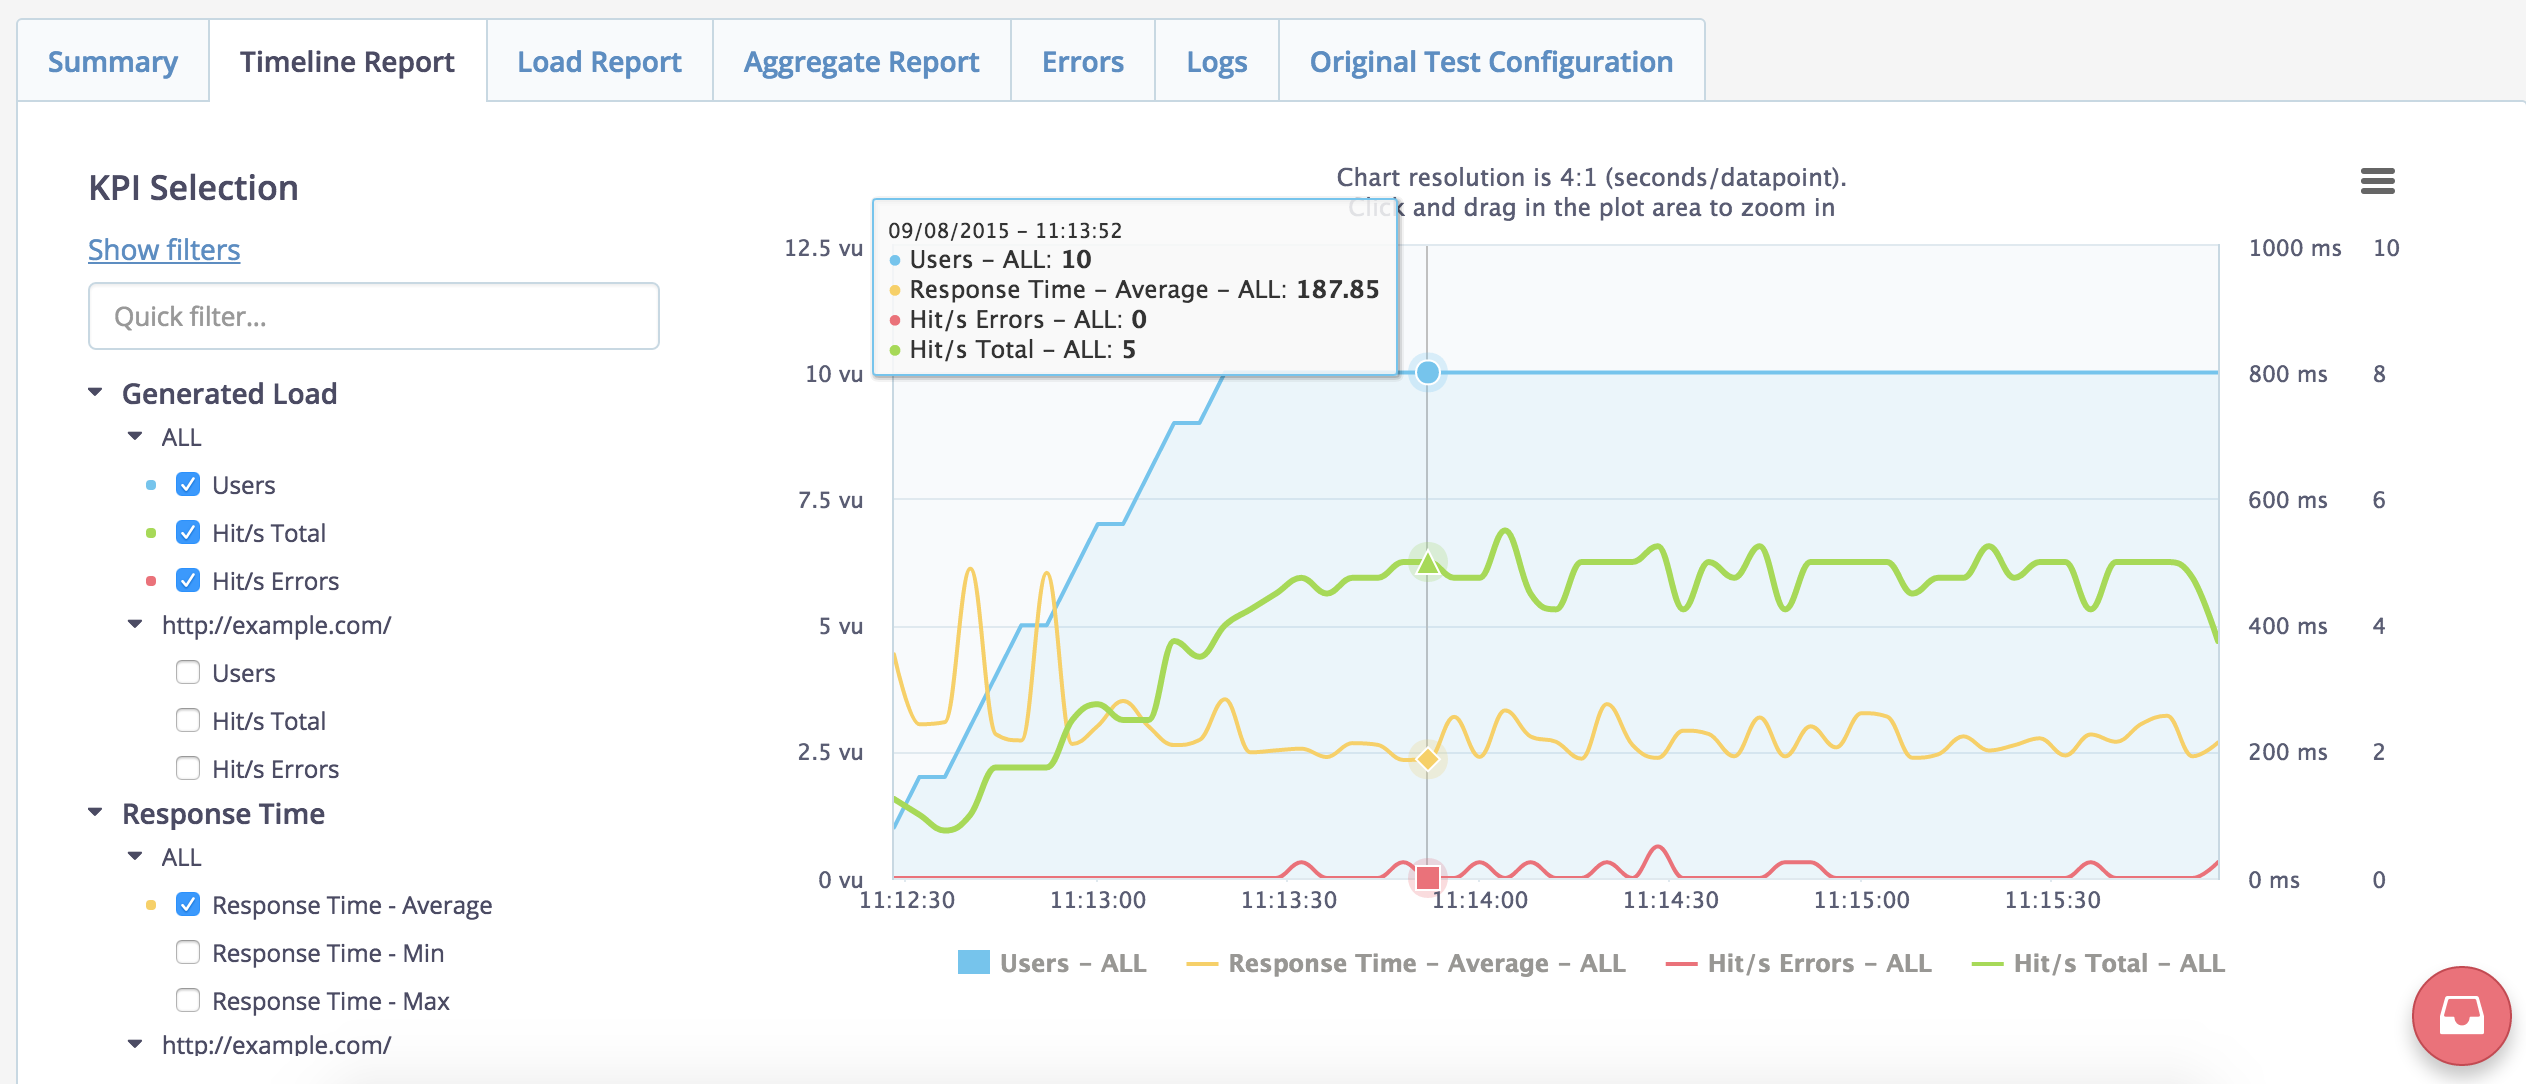 Summary
Timeline Report
Load Report
Aggregate Report
Errors
Logs
Original Test Configuration
KPI Selection
Show filters
Quick filter...
Generated Load
ALL
Users
Hit/s Total
Hit/s Errors
http://example.com/
Users
Hit/s Total
Hit/s Errors
Response Time
ALL
Response Time - Average
Response Time - Min
Response Time - Max
http://example.com/
Chart resolution is 4:1 (seconds/datapoint).
Click and drag in the plot area to zoom in
09/08/2015 – 11:13:52
Users – ALL: 10
Response Time – Average – ALL: 187.85
Hit/s Errors – ALL: 0
Hit/s Total – ALL: 5
12.5 vu
10 vu
7.5 vu
5 vu
2.5 vu
0 vu
1000 ms 10
800 ms 8
600 ms 6
400 ms 4
200 ms 2
0 ms 0
11:12:30 11:13:00 11:13:30 11:14:00 11:14:30 11:15:00 11:15:30
Users – ALL
Response Time – Average – ALL
Hit/s Errors – ALL
Hit/s Total – ALL